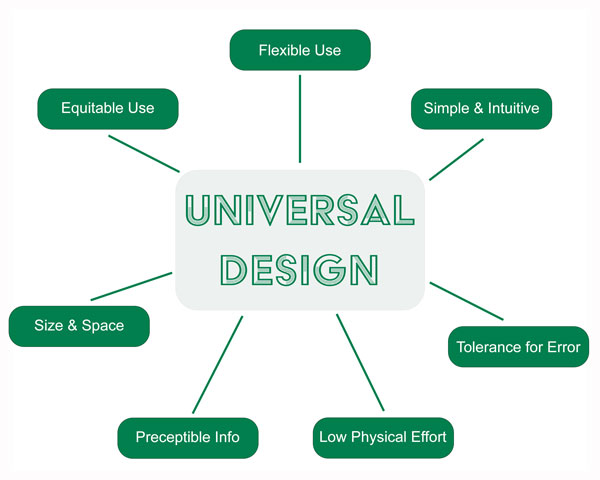 Flexible Use
Equitable Use
Simple & Intuitive
UNIVERSAL
DESIGN
Size & Space
Tolerance for Error
Preceptible Info
Low Physical Effort